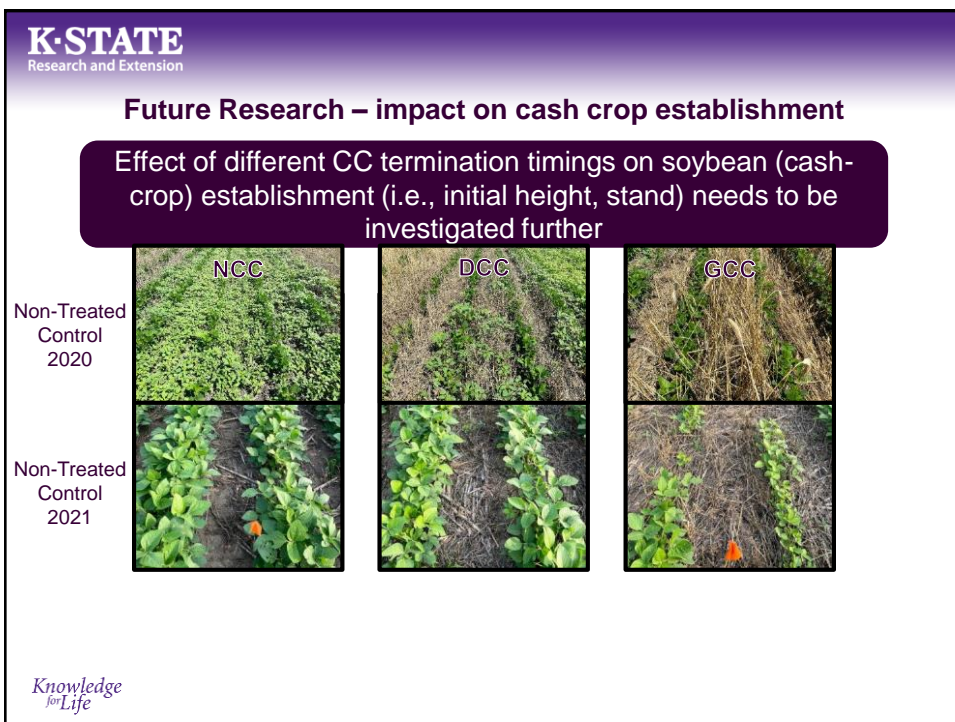 K·STATE
Research and Extension
Future Research – impact on cash crop establishment
Effect of different CC termination timings on soybean (cash-
crop) establishment (i.e., initial height, stand) needs to be
investigated further
NCC DCC GCC
Non-Treated
Control
2020
Non-Treated
Control
2021
Knowledge
for Life